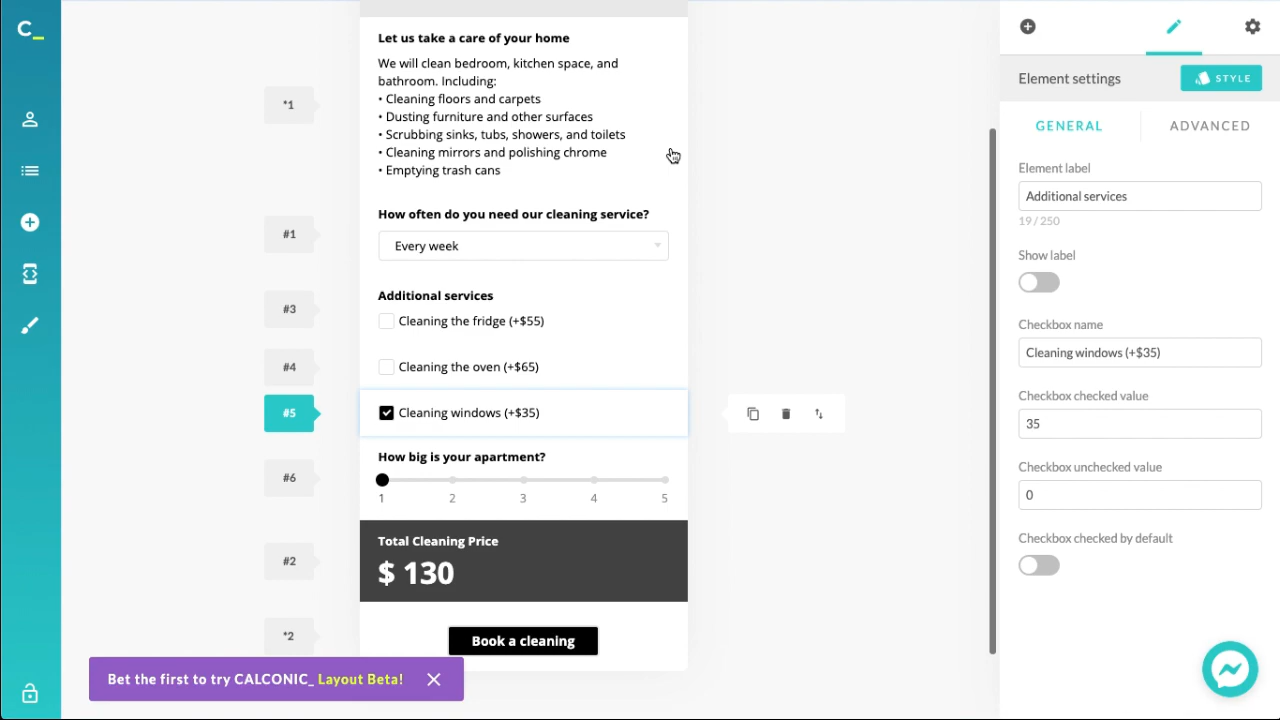 C_
Let us take a care of your home
We will clean bedroom, kitchen space, and
bathroom. Including:
• Cleaning floors and carpets
• Dusting furniture and other surfaces
• Scrubbing sinks, tubs, showers, and toilets
• Cleaning mirrors and polishing chrome
• Emptying trash cans
*1
How often do you need our cleaning service?
#1
Every week
Additional services
#3
Cleaning the fridge (+$55)
#4
Cleaning the oven (+$65)
#5
Cleaning windows (+$35)
How big is your apartment?
#6
1 2 3 4 5
#2
Total Cleaning Price
$ 130
*2
Book a cleaning
Bet the first to try CALCONIC_ Layout Beta!
Element settings
STYLE
GENERAL
ADVANCED
Element label
Additional services
19 / 250
Show label
Checkbox name
Cleaning windows (+$35)
Checkbox checked value
35
Checkbox unchecked value
0
Checkbox checked by default